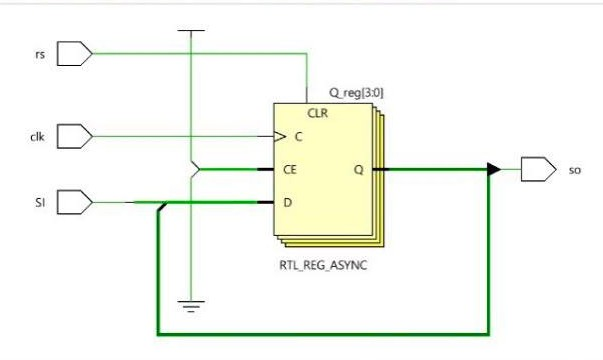 rs
Q_reg[3:0]
CLR
clk
C
CE
Q
so
SI
D
RTL_REG_ASYNC